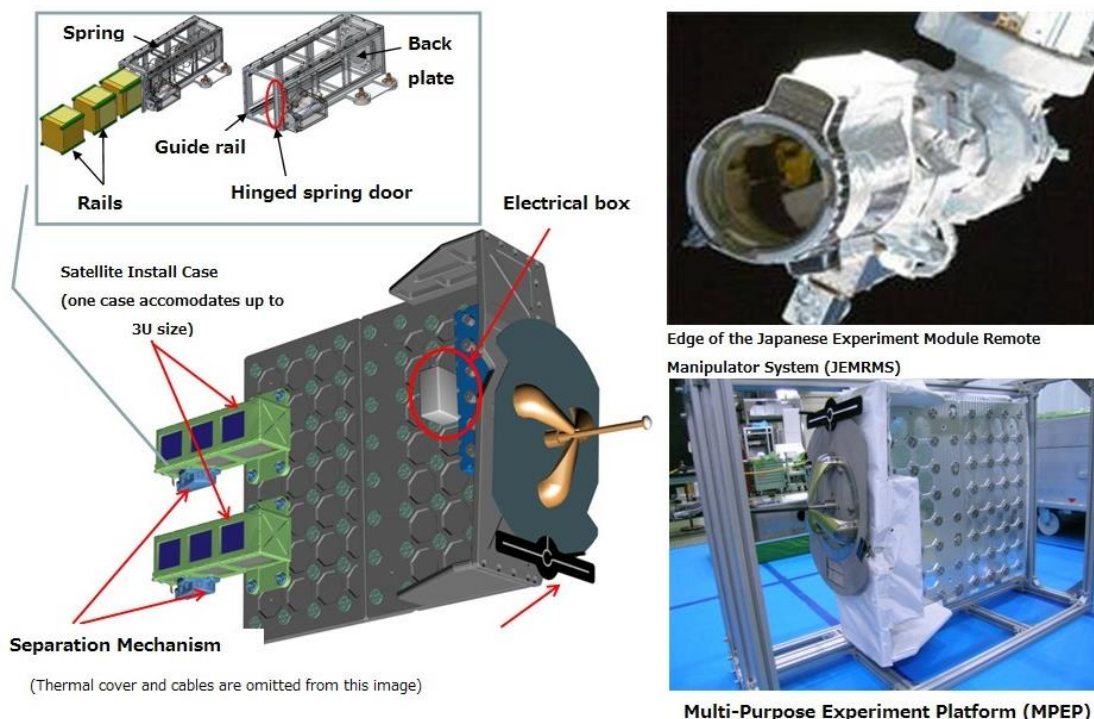 Spring
Back
plate
Guide rail
Rails
Hinged spring door
Electrical box
Satellite Install Case
(one case accomodates up to
3U size)
Separation Mechanism
(Thermal cover and cables are omitted from this image)
Edge of the Japanese Experiment Module Remote
Manipulator System (JEMRMS)
Multi-Purpose Experiment Platform (MPEP)